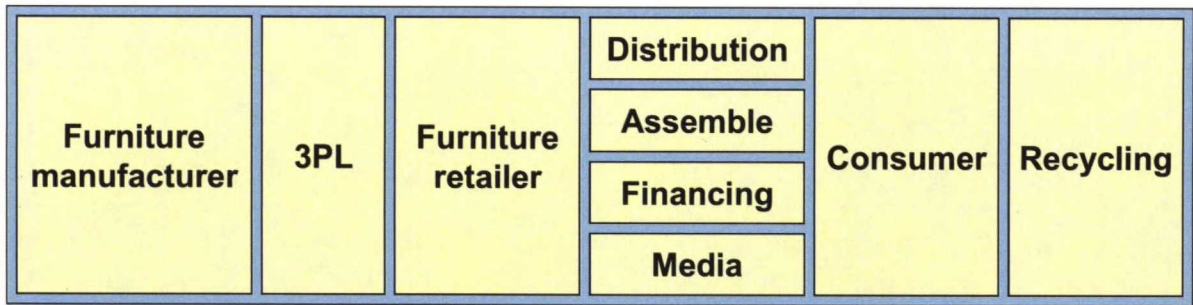 Furniture
manufacturer
3PL
Furniture
retailer
Distribution
Assemble
Financing
Media
Consumer
Recycling